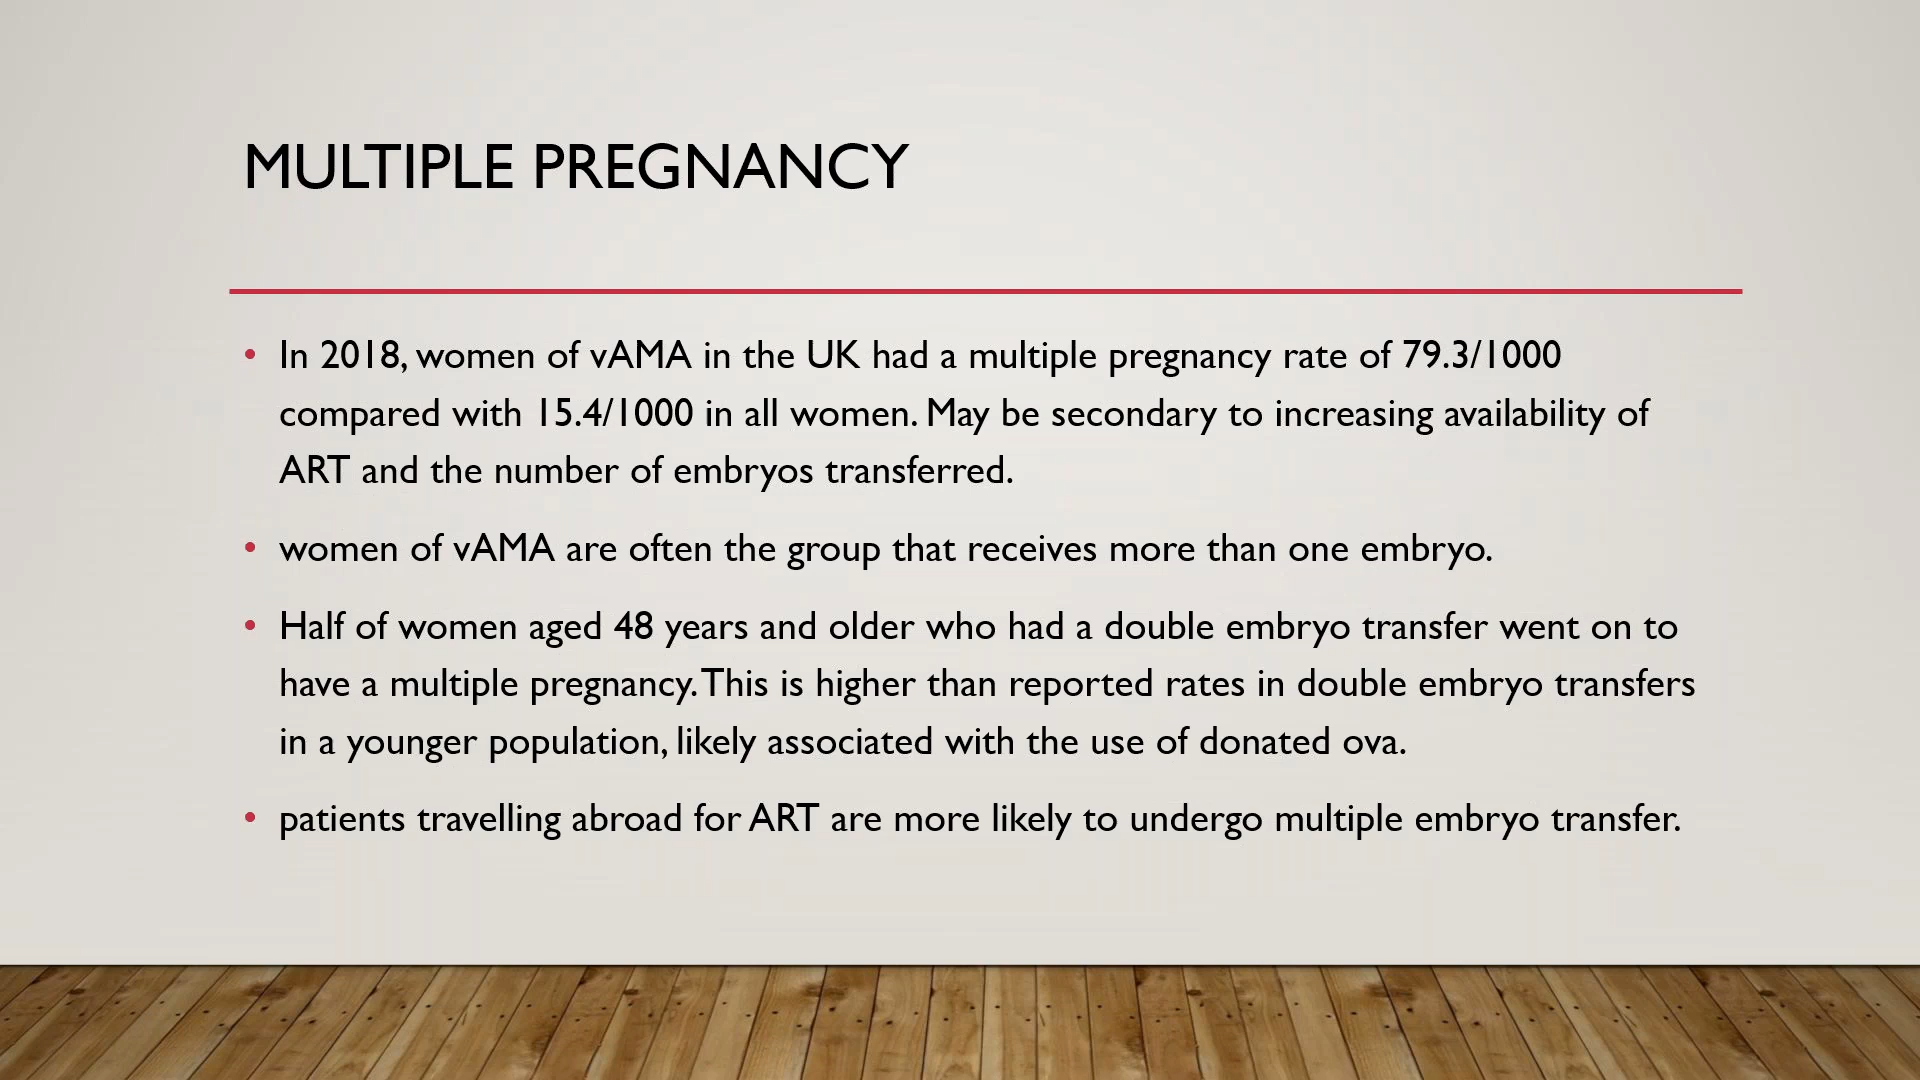 MULTIPLE PREGNANCY
• In 2018, women of vAMA in the UK had a multiple pregnancy rate of 79.3/1000
compared with 15.4/1000 in all women. May be secondary to increasing availability of
ART and the number of embryos transferred.
• women of vAMA are often the group that receives more than one embryo.
• Half of women aged 48 years and older who had a double embryo transfer went on to
have a multiple pregnancy. This is higher than reported rates in double embryo transfers
in a younger population, likely associated with the use of donated ova.
• patients travelling abroad for ART are more likely to undergo multiple embryo transfer.